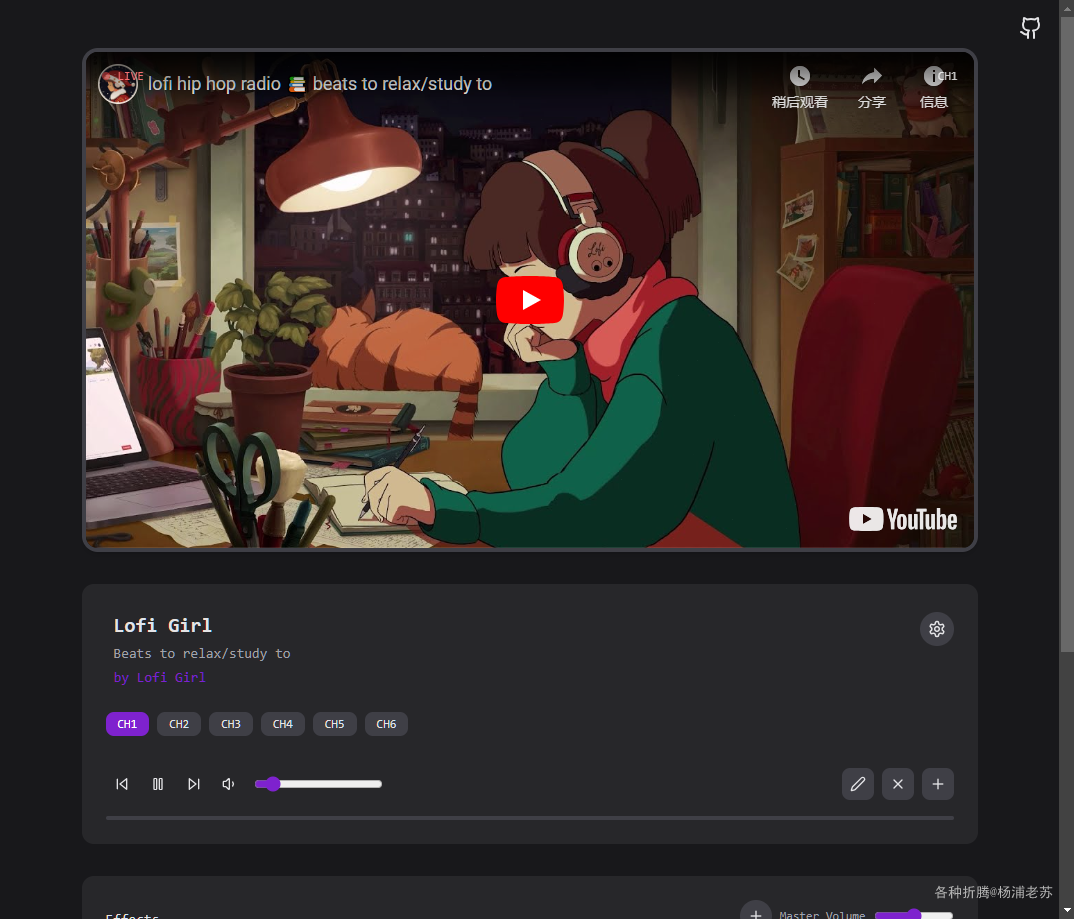 LIVE
lofi hip hop radio 📚 beats to relax/study to
CH1
稍后观看
分享
信息
Lofi
YouTube
Lofi Girl
Beats to relax/study to
by Lofi Girl
CH1 CH2 CH3 CH4 CH5 CH6
各种折腾@杨浦老苏
Effects
Master Volume